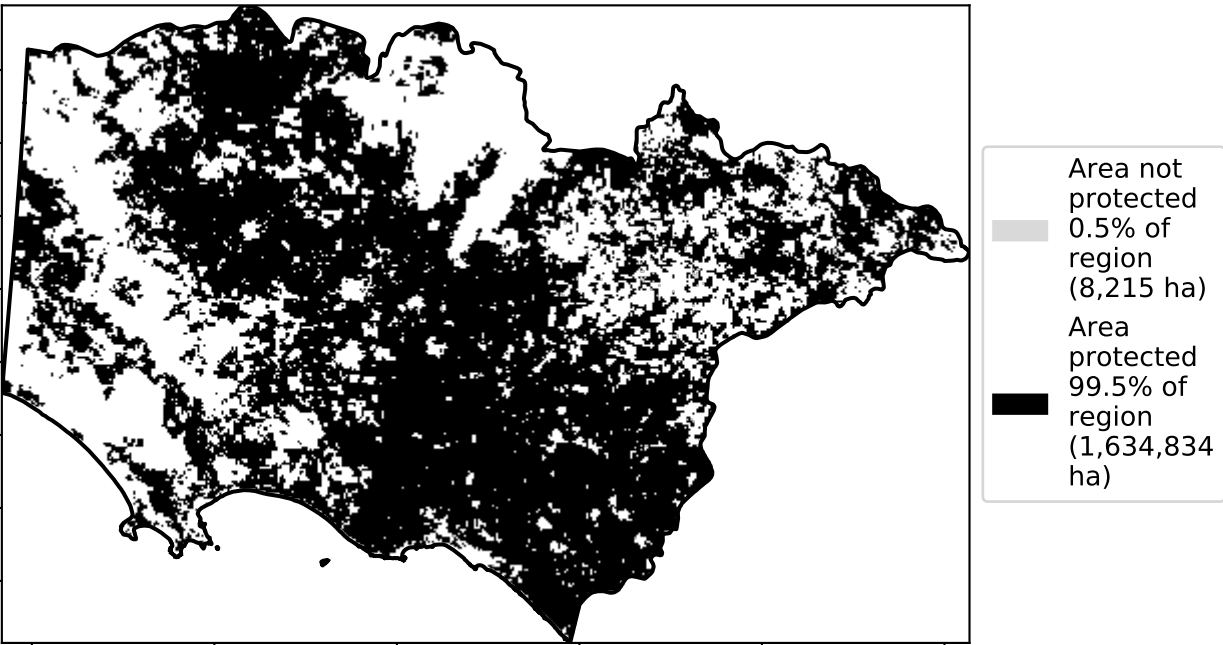 Area not
protected
0.5% of
region
(8,215 ha)
Area
protected
99.5% of
region
(1,634,834
ha)